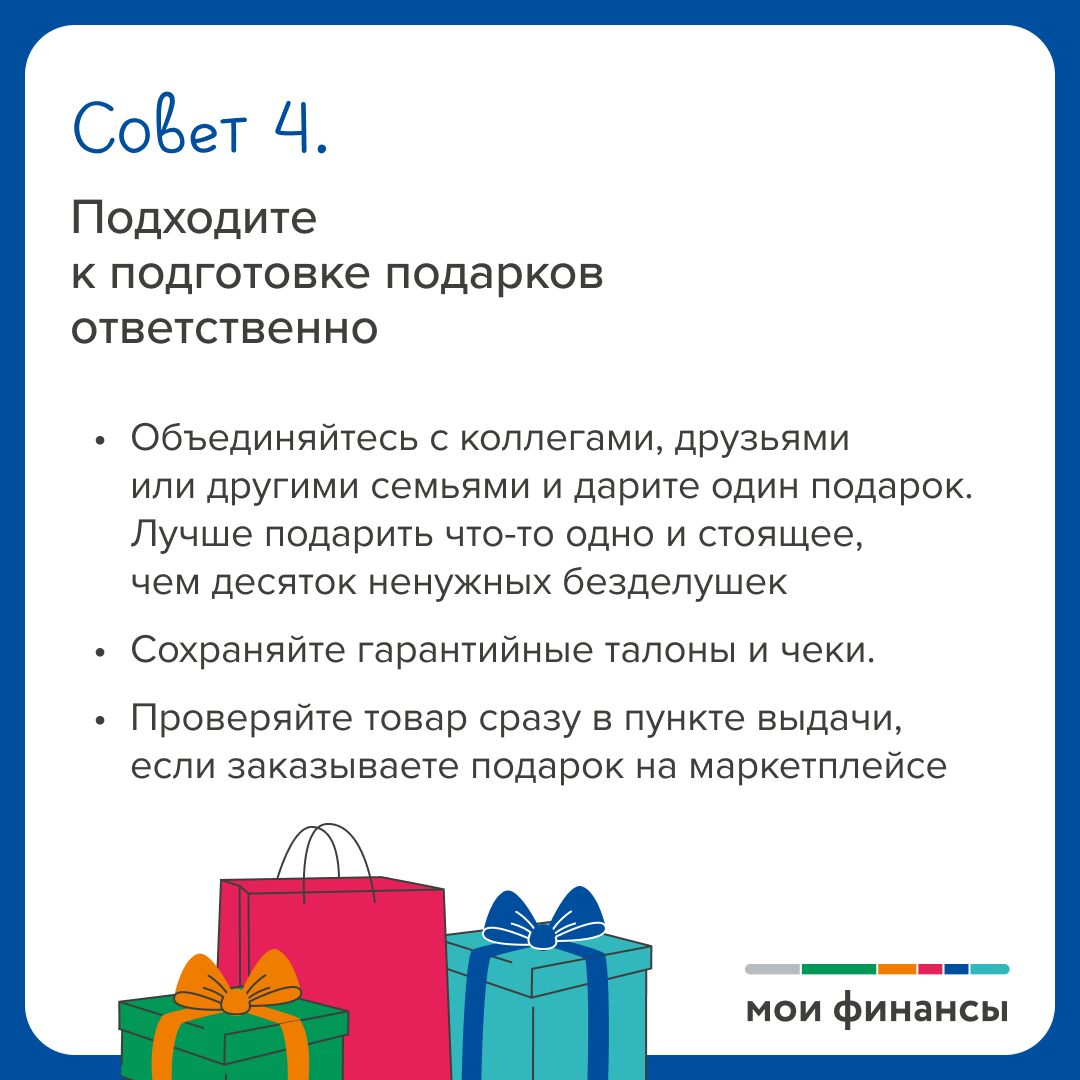 Совет 4.
Подходите
к подготовке подарков
ответственно
• Объединяйтесь с коллегами, друзьями
или другими семьями и дарите один подарок.
Лучше подарить что-то одно и стоящее,
чем десяток ненужных безделушек
• Сохраняйте гарантийные талоны и чеки.
• Проверяйте товар сразу в пункте выдачи,
если заказываете подарок на маркетплейсе
мои финансы